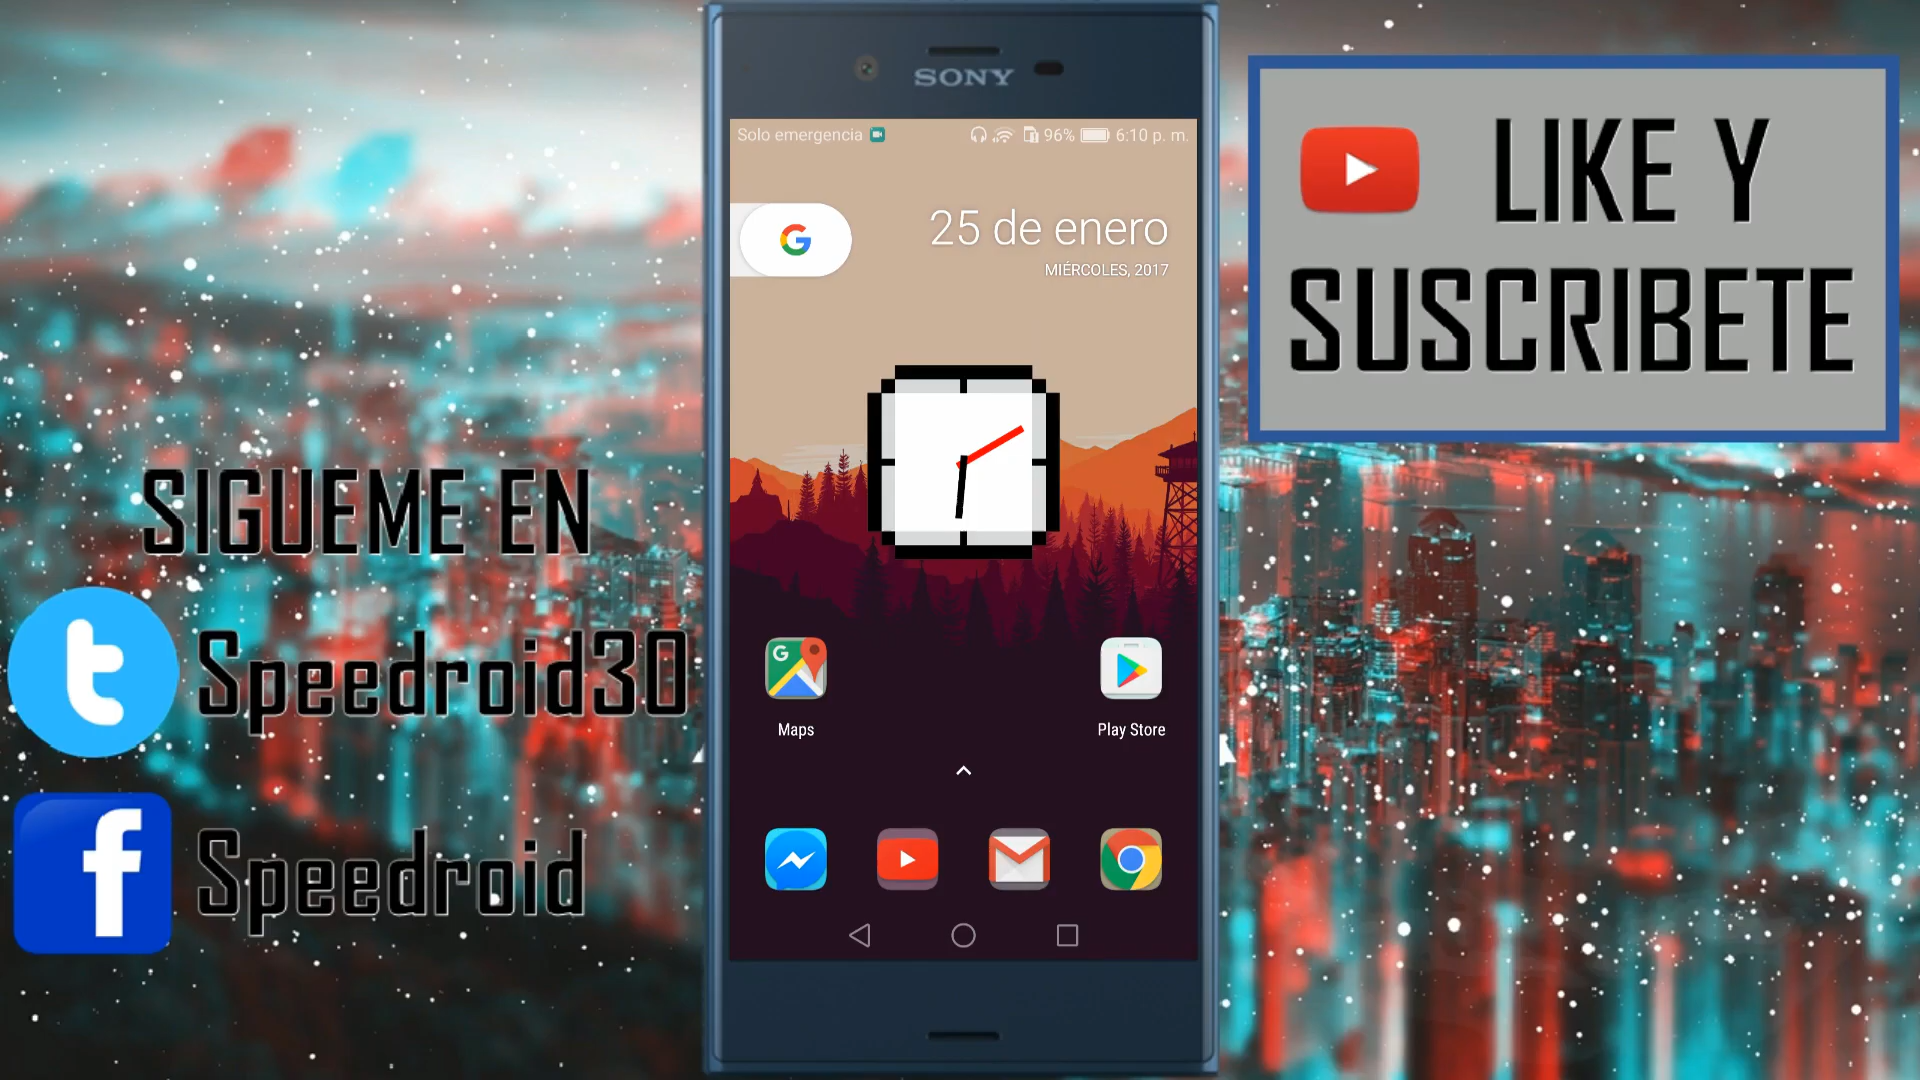 SONY
Solo emergencia
96% 6:10 p. m.
G
25 de enero
MIÉRCOLES, 2017
G
Maps
Play Store
LIKE Y
SUSCRIBETE
SIGUEME EN
t
Speedroid30
f
Speedroid